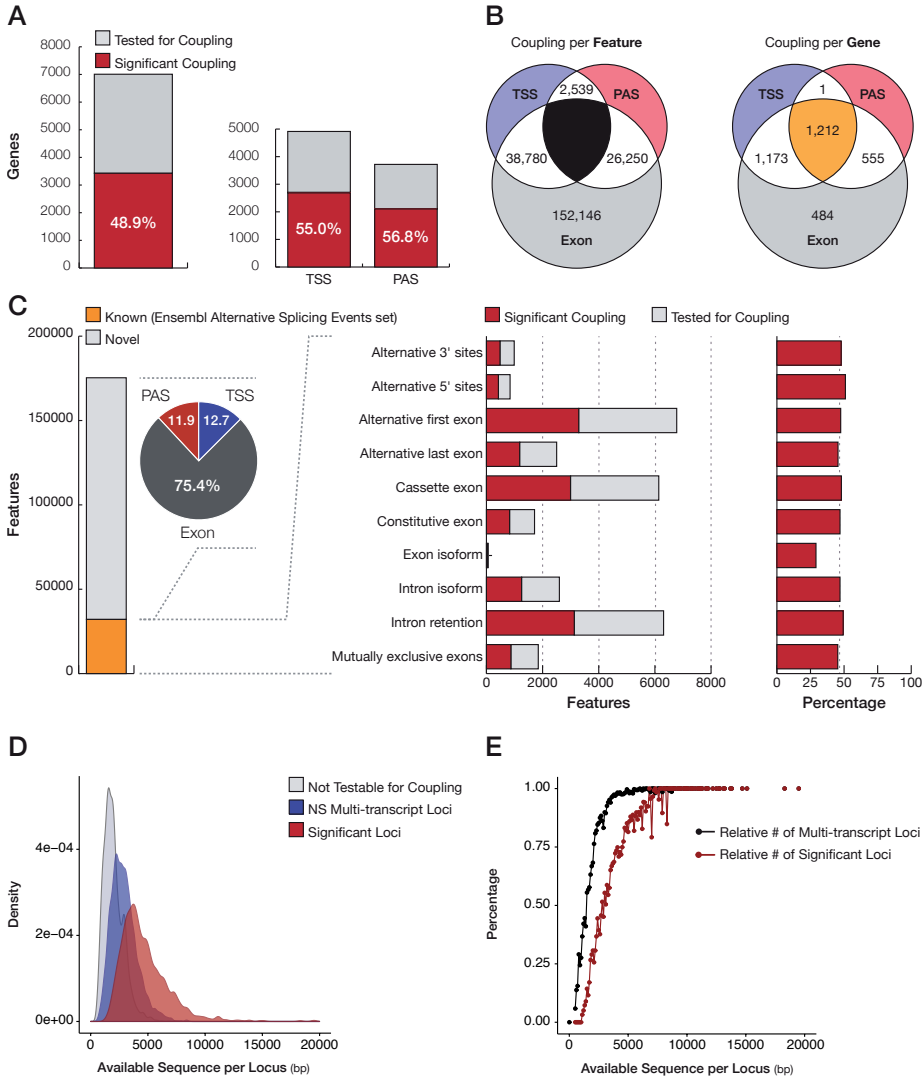 A
Tested for Coupling
Significant Coupling
8000
7000
6000
5000
4000
3000
2000
1000
0
Genes
48.9%
5000
4000
3000
2000
1000
0
55.0%
56.8%
TSS
PAS
B
Coupling per Feature
TSS
2,539
PAS
38,780
26,250
152,146
Exon
Coupling per Gene
TSS
1
PAS
1,212
1,173
555
484
Exon
C
Known (Ensembl Alternative Splicing Events set)
Novel
200000
150000
100000
50000
0
Features
PAS
TSS
11.9
12.7
75.4%
Exon
Significant Coupling
Tested for Coupling
Alternative 3' sites
Alternative 5' sites
Alternative first exon
Alternative last exon
Cassette exon
Constitutive exon
Exon isoform
Intron isoform
Intron retention
Mutually exclusive exons
0 2000 4000 6000 8000
Features
0 25 50 75 100
Percentage
D
Not Testable for Coupling
NS Multi-transcript Loci
Significant Loci
4e−04
2e−04
0e+00
Density
0 5000 10000 15000 20000
Available Sequence per Locus (bp)
E
1.00
0.75
0.50
0.25
0.00
Percentage
Relative # of Multi-transcript Loci
Relative # of Significant Loci
0 5000 10000 15000 20000
Available Sequence per Locus (bp)